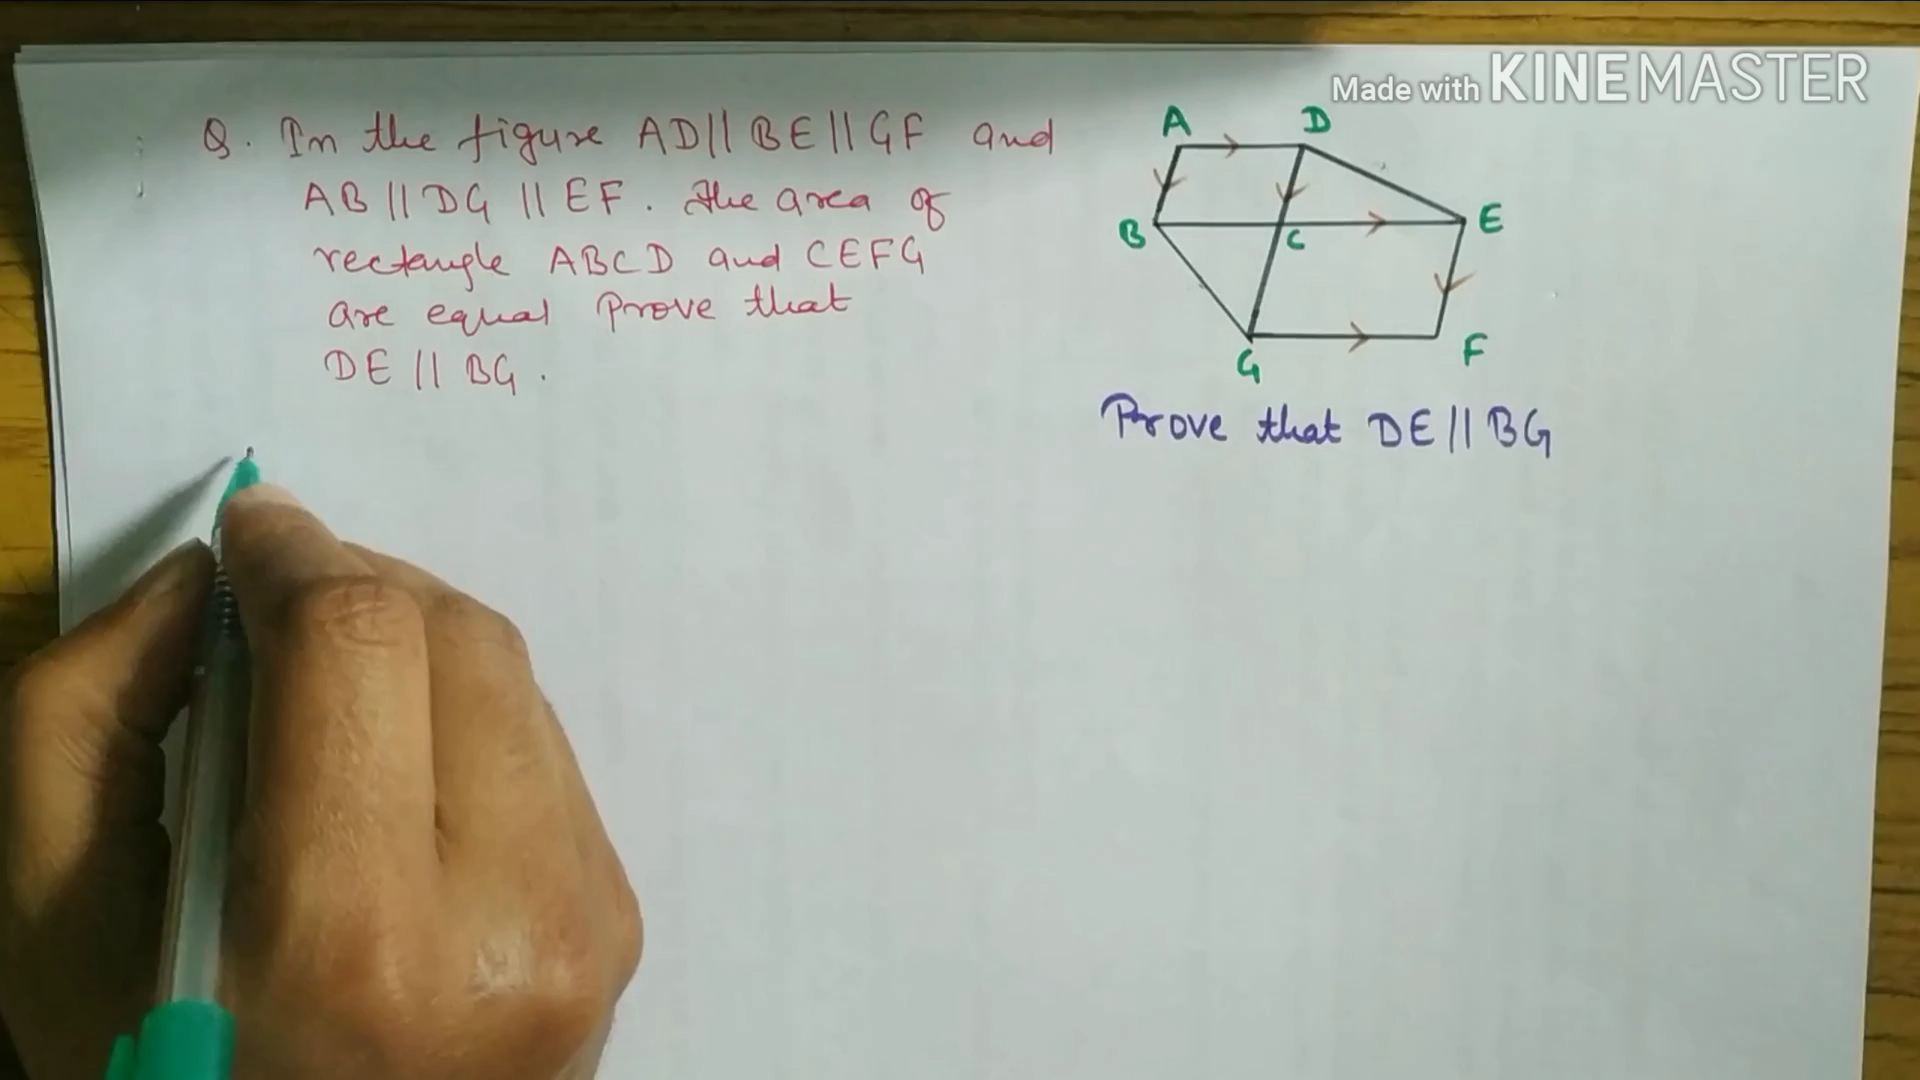 Made with KINEMASTER
Q. In the figure AD||BE||GF and
AB||DG||EF. The area of
rectangle ABCD and CEFG
are equal Prove that
DE||BG.
A D
B C E
G F
Prove that DE||BG